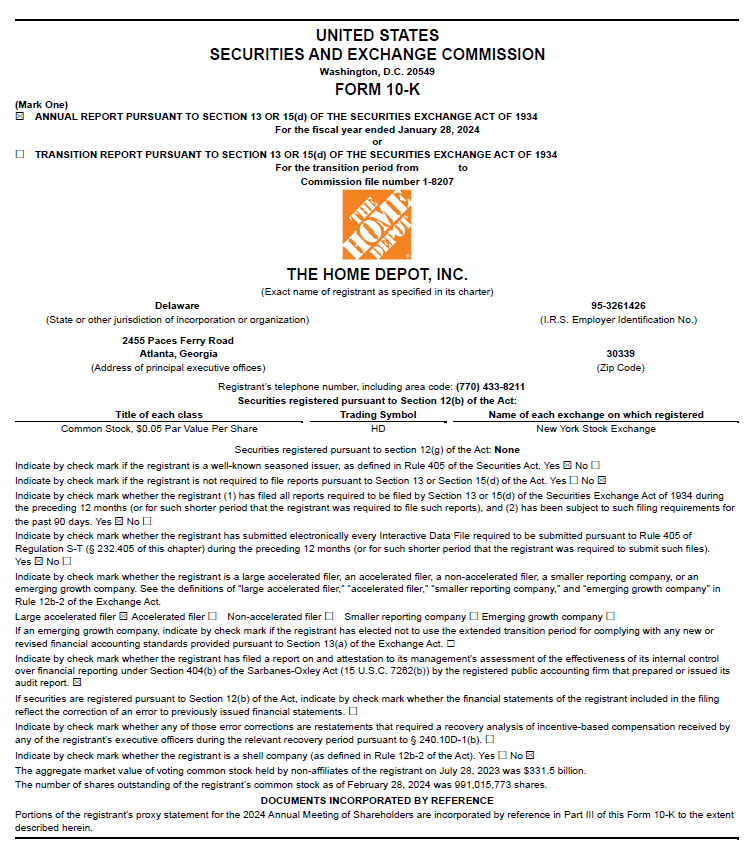 UNITED STATES
SECURITIES AND EXCHANGE COMMISSION
Washington, D.C. 20549
FORM 10-K
(Mark One)
☒ ANNUAL REPORT PURSUANT TO SECTION 13 OR 15(d) OF THE SECURITIES EXCHANGE ACT OF 1934
For the fiscal year ended January 28, 2024
or
☐ TRANSITION REPORT PURSUANT TO SECTION 13 OR 15(d) OF THE SECURITIES EXCHANGE ACT OF 1934
For the transition period from to
Commission file number 1-8207
THE
HOME
DEPOT
THE HOME DEPOT, INC.
(Exact name of registrant as specified in its charter)
Delaware 95-3261426
(State or other jurisdiction of incorporation or organization) (I.R.S. Employer Identification No.)
2455 Paces Ferry Road
Atlanta, Georgia 30339
(Address of principal executive offices) (Zip Code)
Registrant's telephone number, including area code: (770) 433-8211
Securities registered pursuant to Section 12(b) of the Act:
Title of each class Trading Symbol Name of each exchange on which registered
Common Stock, $0.05 Par Value Per Share HD New York Stock Exchange
Securities registered pursuant to section 12(g) of the Act: None
Indicate by check mark if the registrant is a well-known seasoned issuer, as defined in Rule 405 of the Securities Act. Yes ☒ No ☐
Indicate by check mark if the registrant is not required to file reports pursuant to Section 13 or Section 15(d) of the Act. Yes ☐ No ☒
Indicate by check mark whether the registrant (1) has filed all reports required to be filed by Section 13 or 15(d) of the Securities Exchange Act of 1934 during
the preceding 12 months (or for such shorter period that the registrant was required to file such reports), and (2) has been subject to such filing requirements for
the past 90 days. Yes ☒ No ☐
Indicate by check mark whether the registrant has submitted electronically every Interactive Data File required to be submitted pursuant to Rule 405 of
Regulation S-T (§ 232.405 of this chapter) during the preceding 12 months (or for such shorter period that the registrant was required to submit such files).
Yes ☒ No ☐
Indicate by check mark whether the registrant is a large accelerated filer, an accelerated filer, a non-accelerated filer, a smaller reporting company, or an
emerging growth company. See the definitions of "large accelerated filer," "accelerated filer," "smaller reporting company," and "emerging growth company" in
Rule 12b-2 of the Exchange Act.
Large accelerated filer ☒ Accelerated filer ☐ Non-accelerated filer ☐ Smaller reporting company ☐ Emerging growth company ☐
If an emerging growth company, indicate by check mark if the registrant has elected not to use the extended transition period for complying with any new or
revised financial accounting standards provided pursuant to Section 13(a) of the Exchange Act. ☐
Indicate by check mark whether the registrant has filed a report on and attestation to its management's assessment of the effectiveness of its internal control
over financial reporting under Section 404(b) of the Sarbanes-Oxley Act (15 U.S.C. 7262(b)) by the registered public accounting firm that prepared or issued its
audit report. ☒
If securities are registered pursuant to Section 12(b) of the Act, indicate by check mark whether the financial statements of the registrant included in the filing
reflect the correction of an error to previously issued financial statements. ☐
Indicate by check mark whether any of those error corrections are restatements that required a recovery analysis of incentive-based compensation received by
any of the registrant's executive officers during the relevant recovery period pursuant to § 240.10D-1(b). ☐
Indicate by check mark whether the registrant is a shell company (as defined in Rule 12b-2 of the Act). Yes ☐ No ☒
The aggregate market value of voting common stock held by non-affiliates of the registrant on July 28, 2023 was $331.5 billion.
The number of shares outstanding of the registrant's common stock as of February 28, 2024 was 991,015,773 shares.
DOCUMENTS INCORPORATED BY REFERENCE
Portions of the registrant's proxy statement for the 2024 Annual Meeting of Shareholders are incorporated by reference in Part III of this Form 10-K to the extent
described herein.